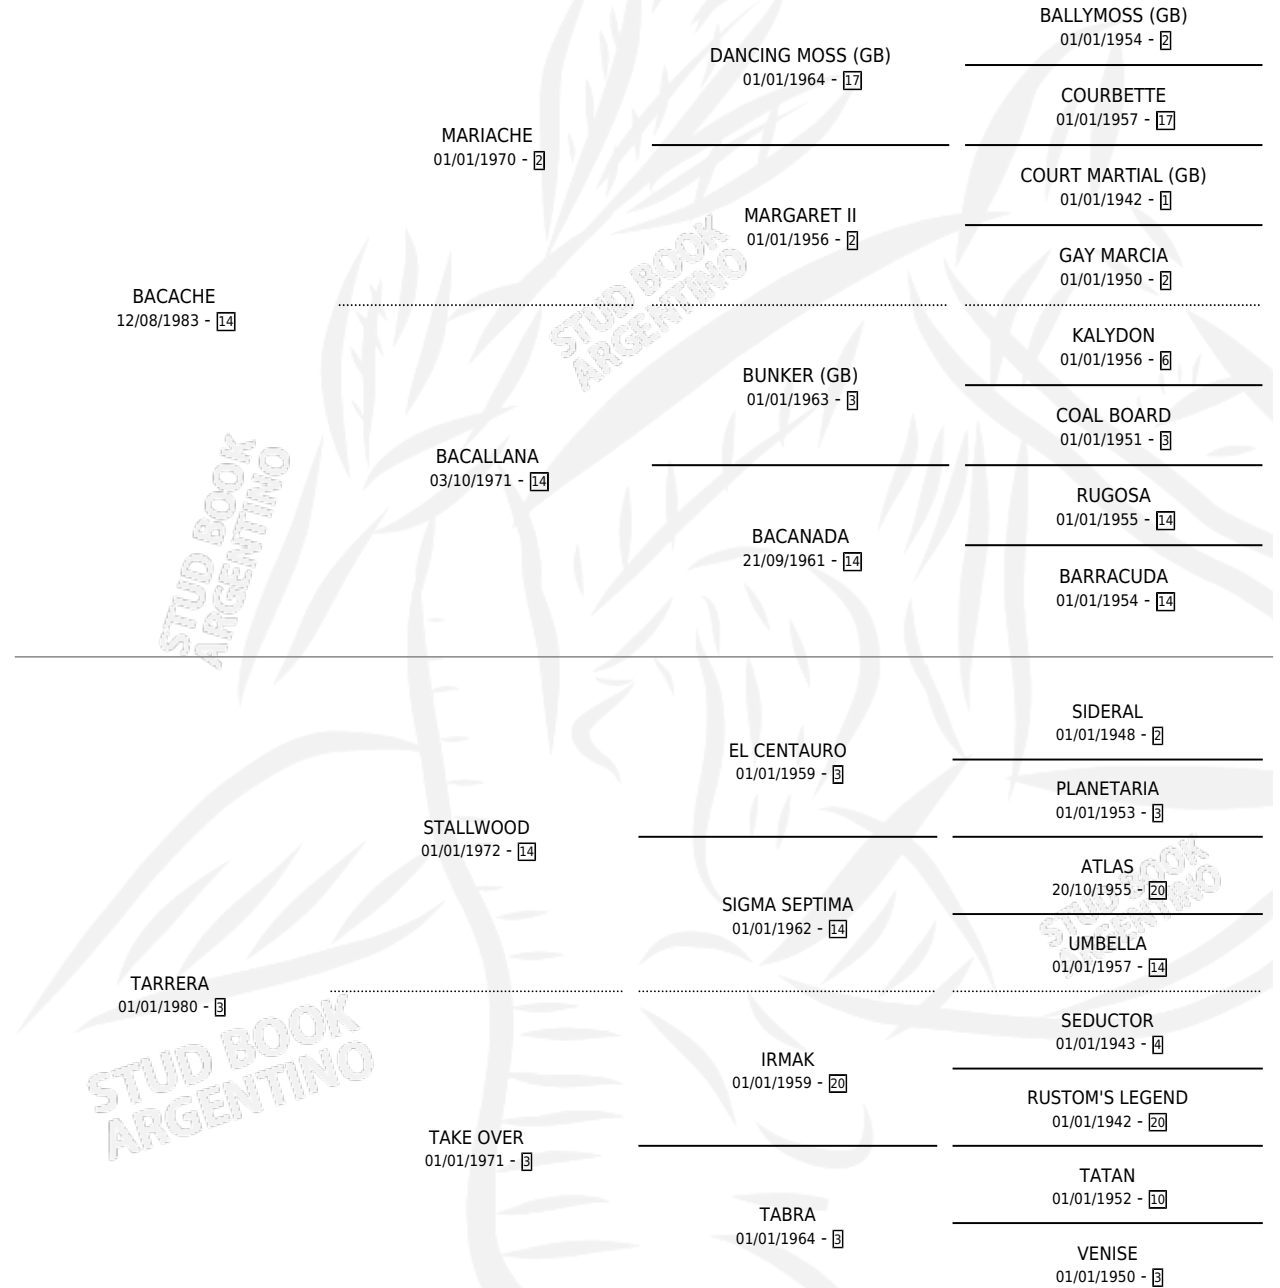 BALLYMOSS (GB)
01/01/1954 - 2
DANCING MOSS (GB)
01/01/1964 - 17
COURBETTE
01/01/1957 - 17
MARIACHE
01/01/1970 - 2
COURT MARTIAL (GB)
01/01/1942 - 1
MARGARET II
01/01/1956 - 2
GAY MARCIA
01/01/1950 - 2
BACACHE
12/08/1983 - 14
KALYDON
01/01/1956 - 6
BUNKER (GB)
01/01/1963 - 3
COAL BOARD
01/01/1951 - 3
BACALLANA
03/10/1971 - 14
RUGOSA
01/01/1955 - 14
BACANADA
21/09/1961 - 14
BARRACUDA
01/01/1954 - 14
SIDERAL
01/01/1948 - 2
EL CENTAURO
01/01/1959 - 3
PLANETARIA
01/01/1953 - 3
STALLWOOD
01/01/1972 - 14
ATLAS
20/10/1955 - 20
SIGMA SEPTIMA
01/01/1962 - 14
UMBELLA
01/01/1957 - 14
TARRERA
01/01/1980 - 3
SEDUCTOR
01/01/1943 - 4
IRMAK
01/01/1959 - 20
RUSTOM'S LEGEND
01/01/1942 - 20
TAKE OVER
01/01/1971 - 3
TATAN
01/01/1952 - 10
TABRA
01/01/1964 - 3
VENISE
01/01/1950 - 3
STUD BOOK
ARGENTINO
STUD BOOK
ARGENTINO
STUD BOOK
ARGENTINO
STUD BOOK
ARGENTINO